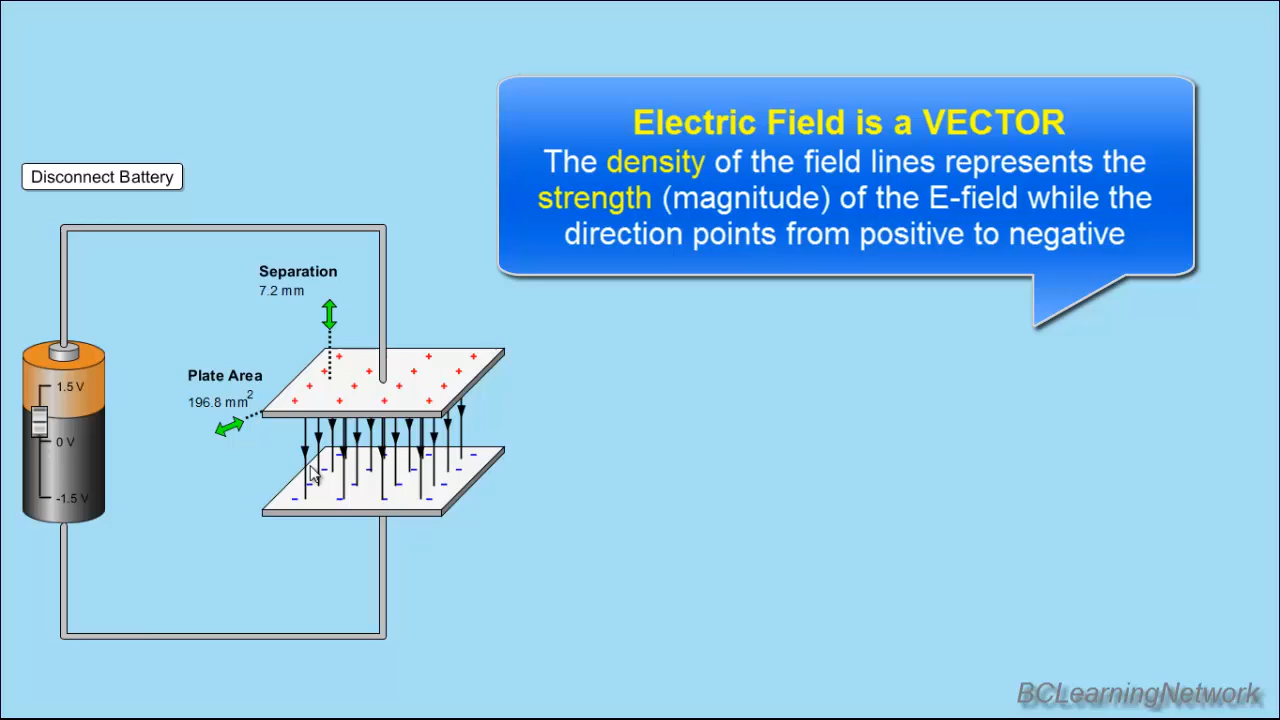 Electric Field is a VECTOR
The density of the field lines represents the
strength (magnitude) of the E-field while the
direction points from positive to negative
Disconnect Battery
Separation
7.2 mm
Plate Area
196.8 mm2
1.5 V
0 V
-1.5 V
BCLearningNetwork